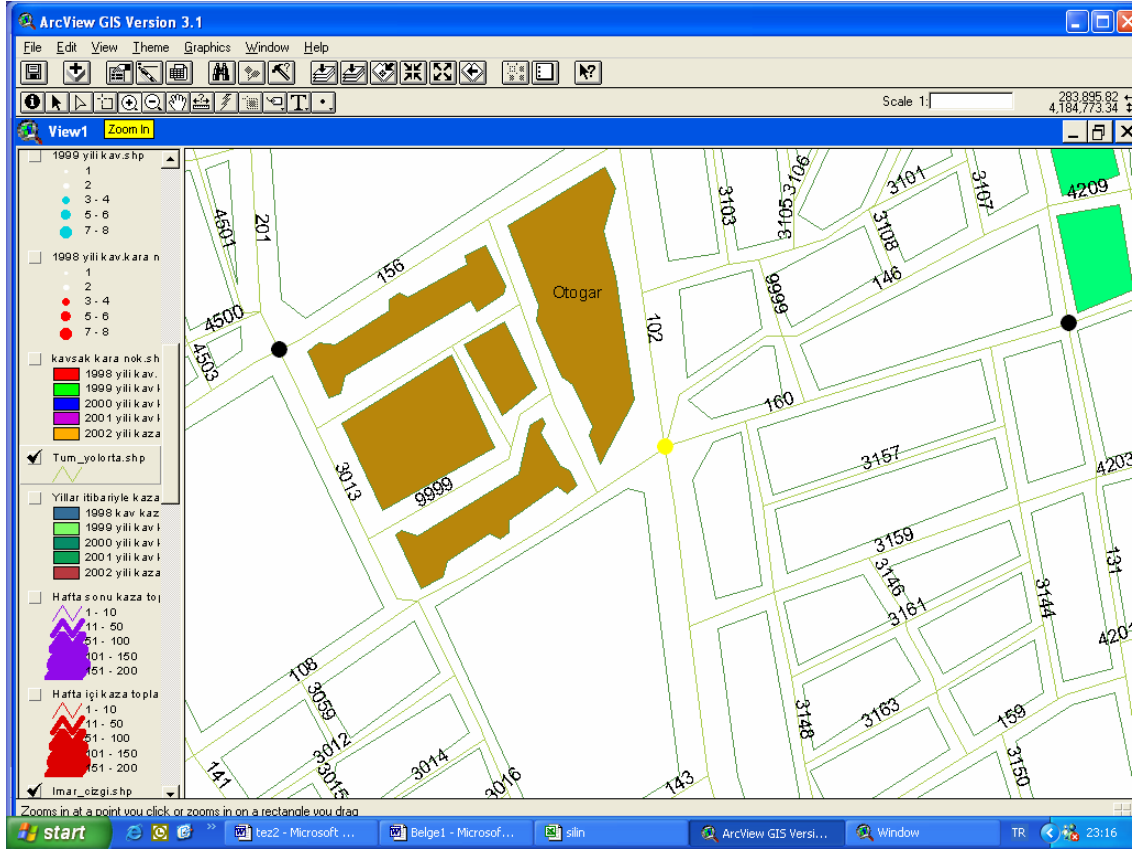 ArcView GIS Version 3.1
File Edit View Theme Graphics Window Help
Scale 1:
283,895.82
4,184,773.34
View1
Zoom In
1999 yili kav.shp
1
2
3 - 4
5 - 6
7 - 8
1998 yili kav.kara n
1
2
3 - 4
5 - 6
7 - 8
kavsak kara nok.sh
1998 yili kav.
1999 yili kav k
2000 yili kav k
2001 yili kav k
2002 yili kaza
Tum_yolorta.shp
Yillar itibariyle kaza
1998 kav kaz
1999 yili kav k
2000 yili kav k
2001 yili kav k
2002 yili kaza
Hafta sonu kaza top
1 - 10
11 - 50
51 - 100
101 - 150
151 - 200
Hafta içi kaza topla
1 - 10
11 - 50
51 - 100
101 - 150
151 - 200
Imar_cizgi.shp
4501
201
156
4500
4503
3013
9999
Otogar
102
3103
3105
3106
3101
3107
3108
4209
146
9999
160
3157
4203
3159
3146
3161
3144
131
4201
3148
3163
159
3150
108
3059
3012
3015
3014
3016
141
143
Zooms in at a point you click or zooms in on a rectangle you drag
start
tez2 - Microsoft ...
Belge1 - Microsof...
silin
ArcView GIS Versi...
Window
TR
23:16